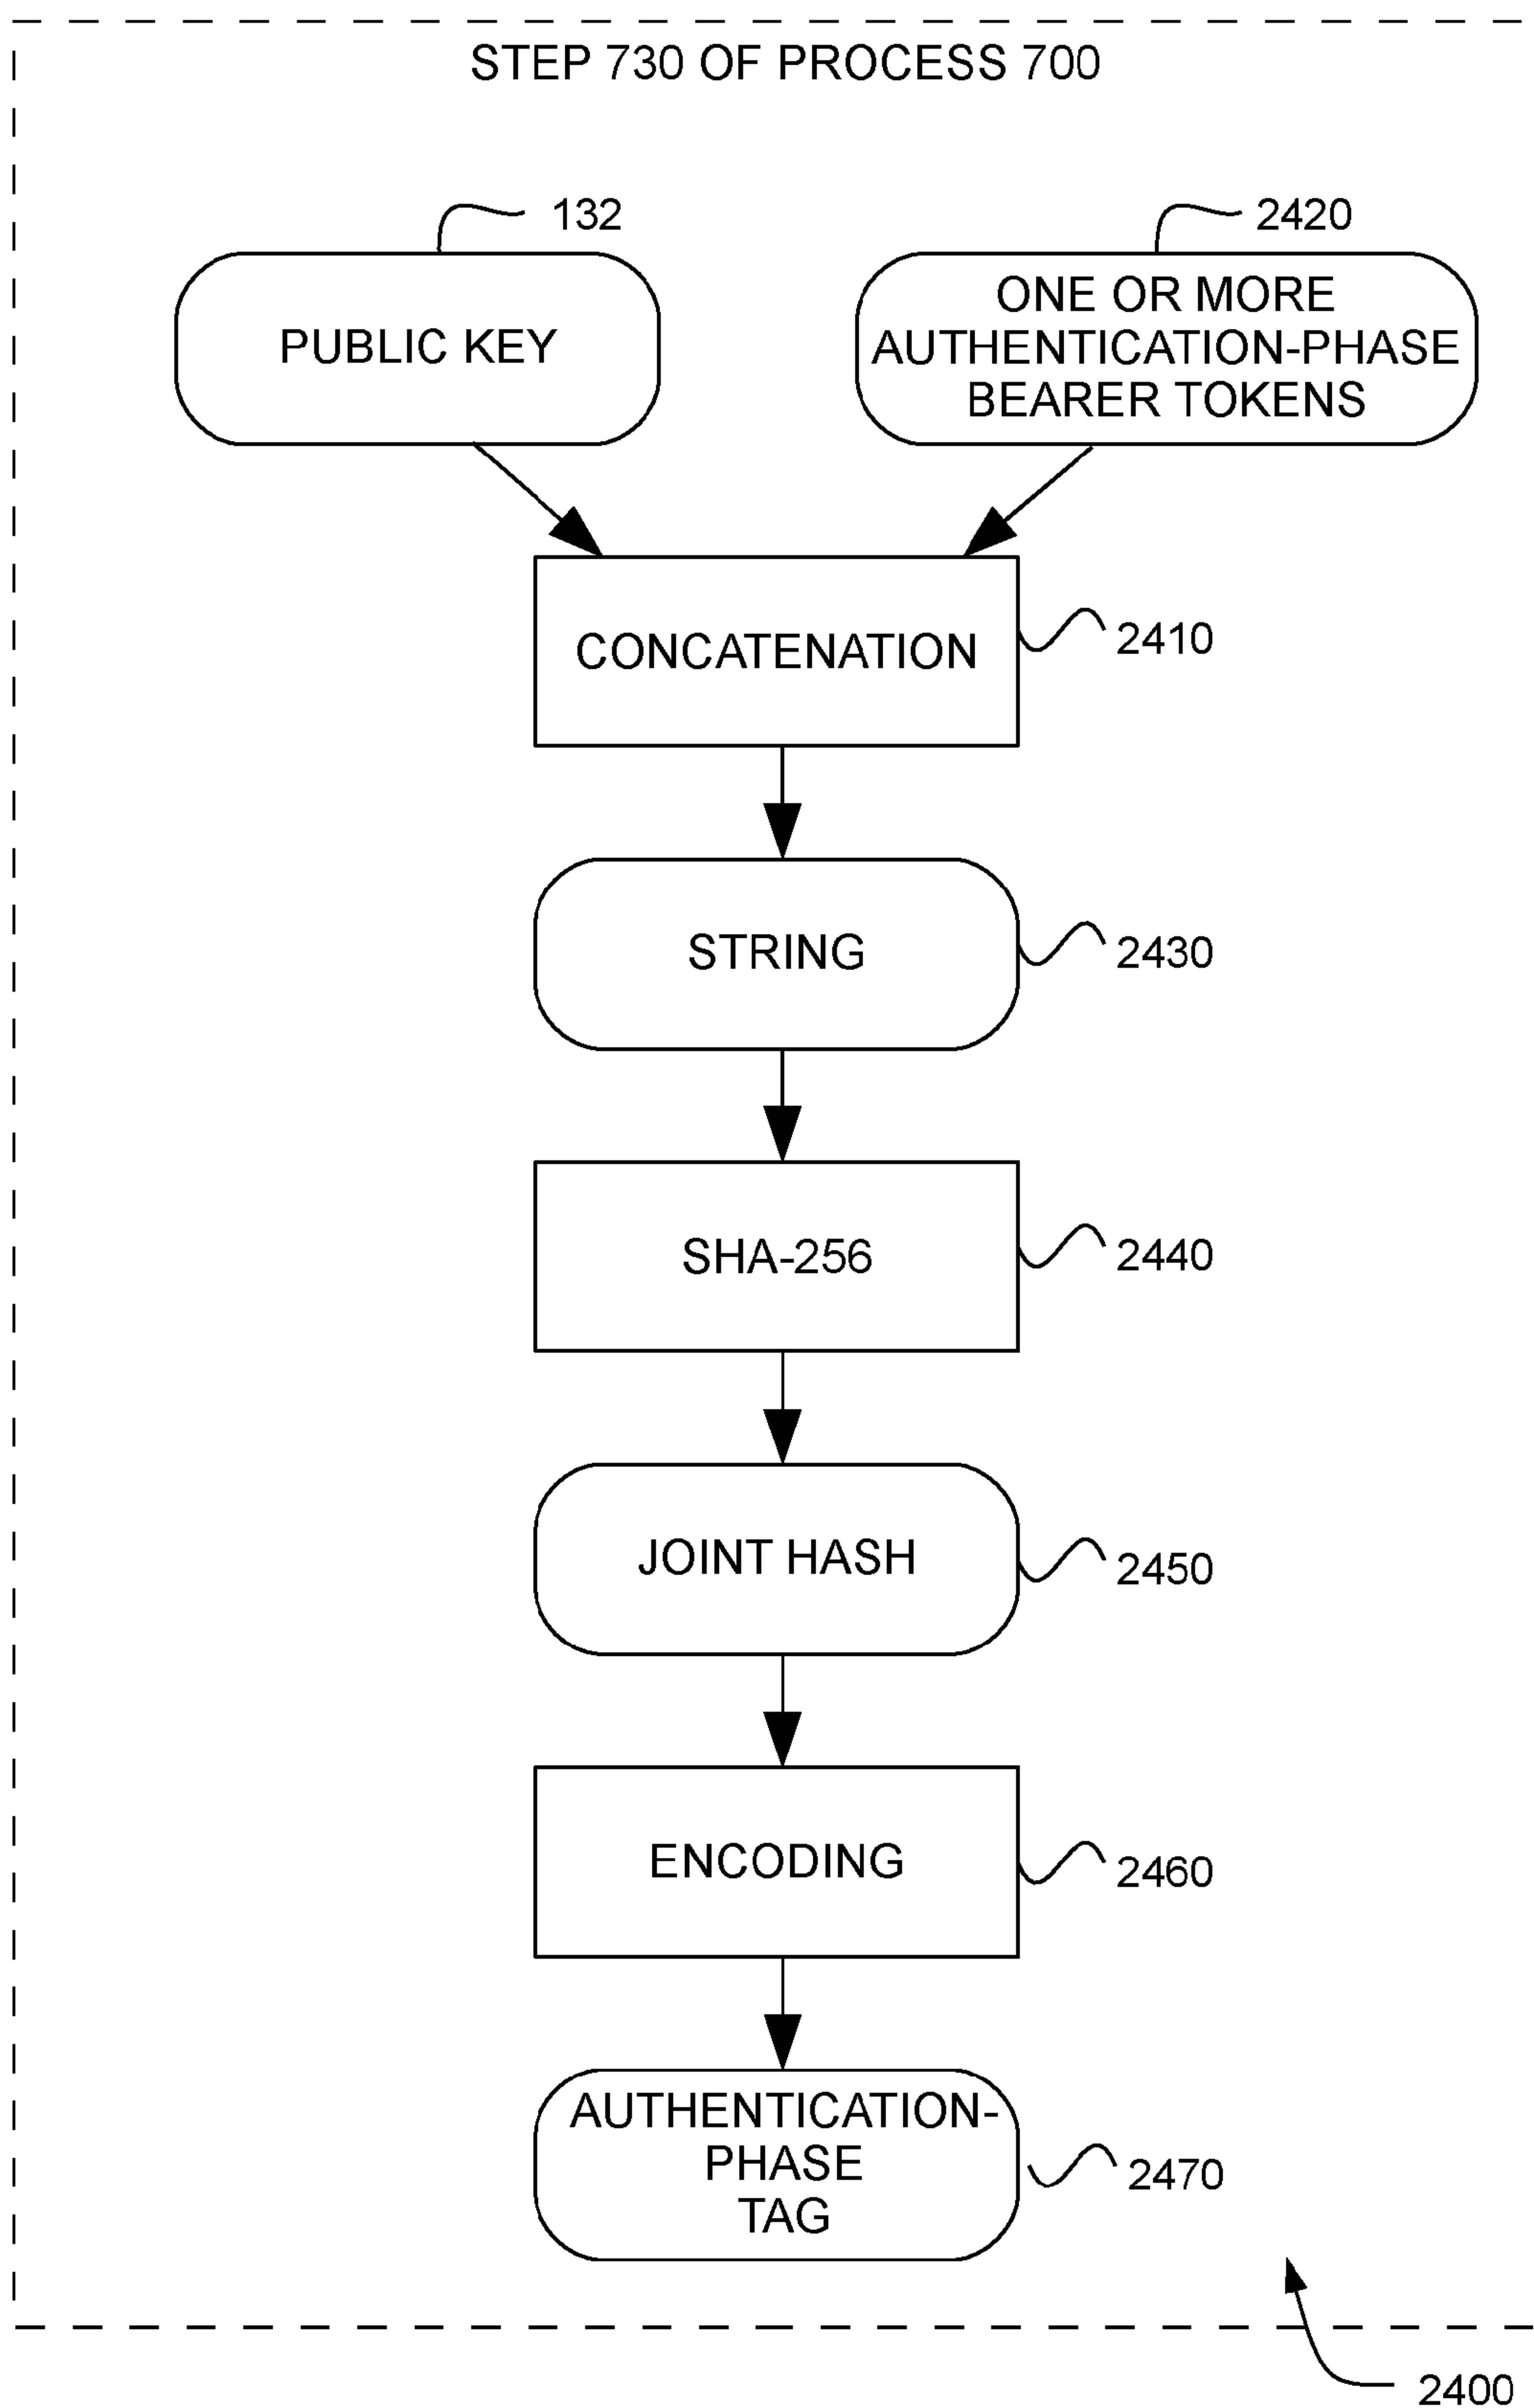 STEP 730 OF PROCESS 700
132
2420
PUBLIC KEY
ONE OR MORE
AUTHENTICATION-PHASE
BEARER TOKENS
CONCATENATION
2410
STRING
2430
SHA-256
2440
JOINT HASH
2450
ENCODING
2460
AUTHENTICATION-
PHASE
TAG
2470
2400